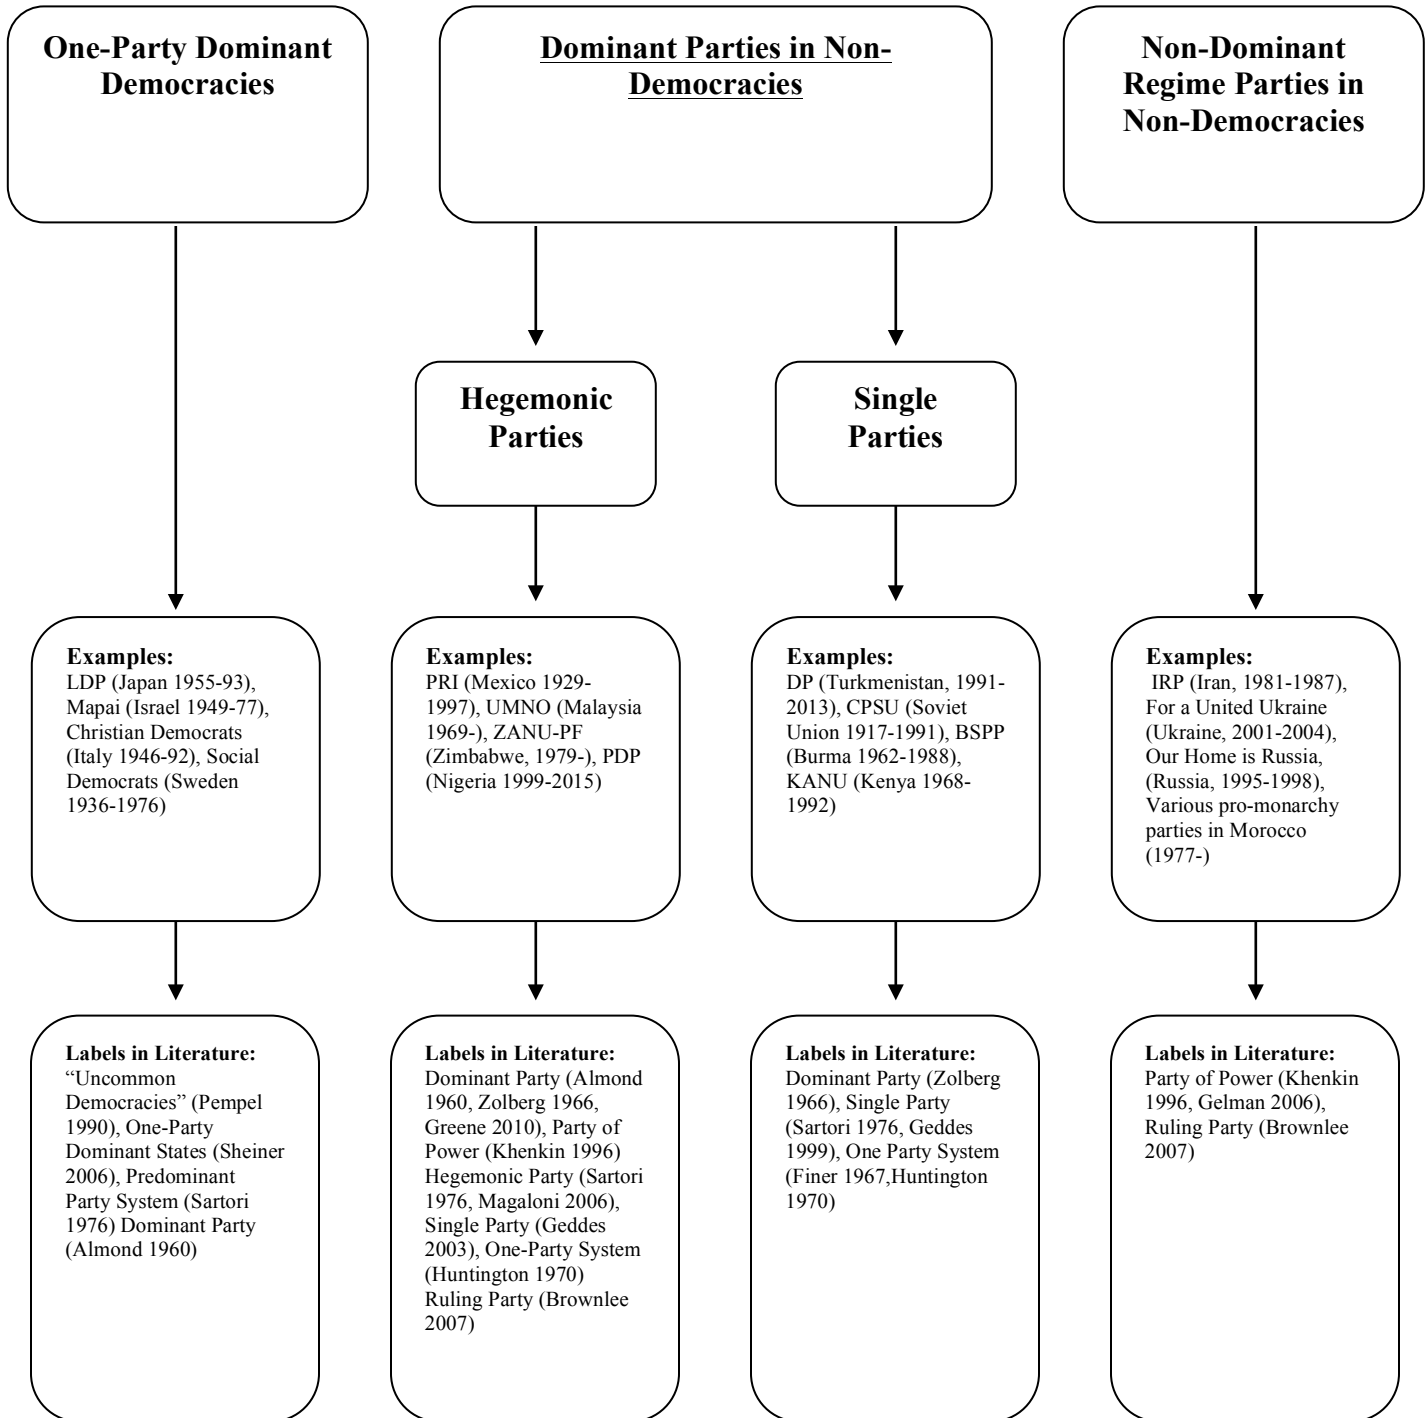 One-Party Dominant
Democracies
Dominant Parties in Non-
Democracies
Non-Dominant
Regime Parties in
Non-Democracies
Hegemonic
Parties
Single
Parties
Examples:
LDP (Japan 1955-93),
Mapai (Israel 1949-77),
Christian Democrats
(Italy 1946-92), Social
Democrats (Sweden
1936-1976)
Examples:
PRI (Mexico 1929-
1997), UMNO (Malaysia
1969-), ZANU-PF
(Zimbabwe, 1979-), PDP
(Nigeria 1999-2015)
Examples:
DP (Turkmenistan, 1991-
2013), CPSU (Soviet
Union 1917-1991), BSPP
(Burma 1962-1988),
KANU (Kenya 1968-
1992)
Examples:
IRP (Iran, 1981-1987),
For a United Ukraine
(Ukraine, 2001-2004),
Our Home is Russia,
(Russia, 1995-1998),
Various pro-monarchy
parties in Morocco
(1977-)
Labels in Literature:
“Uncommon
Democracies” (Pempel
1990), One-Party
Dominant States (Sheiner
2006), Predominant
Party System (Sartori
1976) Dominant Party
(Almond 1960)
Labels in Literature:
Dominant Party (Almond
1960, Zolberg 1966,
Greene 2010), Party of
Power (Khenkin 1996)
Hegemonic Party (Sartori
1976, Magaloni 2006),
Single Party (Geddes
2003), One-Party System
(Huntington 1970)
Ruling Party (Brownlee
2007)
Labels in Literature:
Dominant Party (Zolberg
1966), Single Party
(Sartori 1976, Geddes
1999), One Party System
(Finer 1967,Huntington
1970)
Labels in Literature:
Party of Power (Khenkin
1996, Gelman 2006),
Ruling Party (Brownlee
2007)